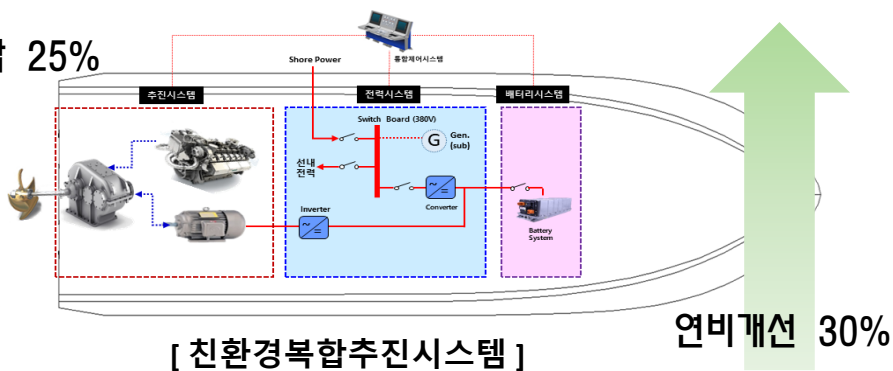 25%
Shore Power
통합제어시스템
추진시스템
전력시스템
배터리시스템
Switch Board (380V)
G
Gen.
(sub)
선내
전력
Inverter
Converter
Battery
System
연비개선 30%
[ 친환경복합추진시스템 ]